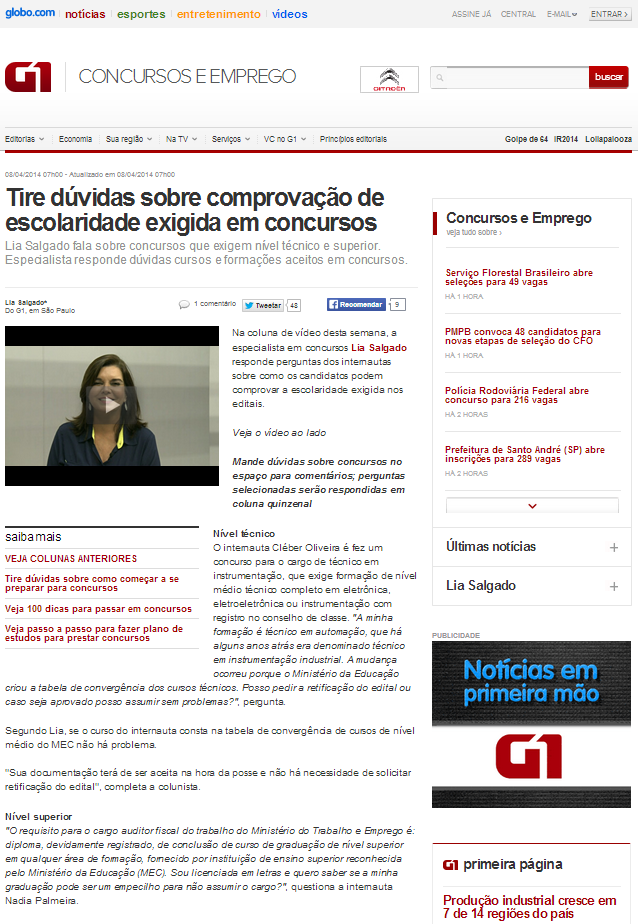 globo.com notícias esportes entretenimento vídeos ASSINE JÁ CENTRAL E-MAIL ENTRAR
G1 CONCURSOS E EMPREGO CITROËN buscar
Editorias Economia Sua região Na TV Serviços VC no G1 Princípios editoriais Golpe de 64 IR2014 Lollapalooza
08/04/2014 07h00 - Atualizado em 08/04/2014 07h00
Tire dúvidas sobre comprovação de
escolaridade exigida em concursos
Lia Salgado fala sobre concursos que exigem nível técnico e superior.
Especialista responde dúvidas cursos e formações aceitos em concursos.
Lia Salgado*
Do G1, em São Paulo
1 comentário Tweetar 48 Recomendar 9
Na coluna de vídeo desta semana, a
especialista em concursos Lia Salgado
responde perguntas dos internautas
sobre como os candidatos podem
comprovar a escolaridade exigida nos
editais.
Veja o vídeo ao lado
Mande dúvidas sobre concursos no
espaço para comentários; perguntas
selecionadas serão respondidas em
coluna quinzenal
saiba mais
VEJA COLUNAS ANTERIORES
Tire dúvidas sobre como começar a se
preparar para concursos
Veja 100 dicas para passar em concursos
Veja passo a passo para fazer plano de
estudos para prestar concursos
Nível técnico
O internauta Cléber Oliveira é fez um
concurso para o cargo de técnico em
instrumentação, que exige formação de nível
médio técnico completo em eletrônica,
eletroeletrônica ou instrumentação com
registro no conselho de classe. "A minha
formação é técnico em automação, que há
alguns anos atrás era denominado técnico
em instrumentação industrial. A mudança
ocorreu porque o Ministério da Educação
criou a tabela de convergência dos cursos técnicos. Posso pedir a retificação do edital ou
caso seja aprovado posso assumir sem problemas?", pergunta.
Segundo Lia, se o curso do internauta consta na tabela de convergência de cursos de nível
médio do MEC não há problema.
"Sua documentação terá de ser aceita na hora da posse e não há necessidade de solicitar
retificação do edital", completa a colunista.
Nível superior
"O requisito para o cargo auditor fiscal do trabalho do Ministério do Trabalho e Emprego é:
diploma, devidamente registrado, de conclusão de curso de graduação de nível superior
em qualquer área de formação, fornecido por instituição de ensino superior reconhecida
pelo Ministério da Educação (MEC). Sou licenciada em letras e quero saber se a minha
graduação pode ser um empecilho para não assumir o cargo?", questiona a internauta
Nadia Palmeira.
Concursos e Emprego
veja tudo sobre ›
Serviço Florestal Brasileiro abre
seleções para 49 vagas
HÁ 1 HORA
PMPB convoca 48 candidatos para
novas etapas de seleção do CFO
HÁ 1 HORA
Polícia Rodoviária Federal abre
concurso para 216 vagas
HÁ 2 HORAS
Prefeitura de Santo André (SP) abre
inscrições para 289 vagas
HÁ 2 HORAS
Últimas notícias +
Lia Salgado +
PUBLICIDADE
Notícias em
primeira mão
G1
G1 primeira página
Produção industrial cresce em
7 de 14 regiões do país